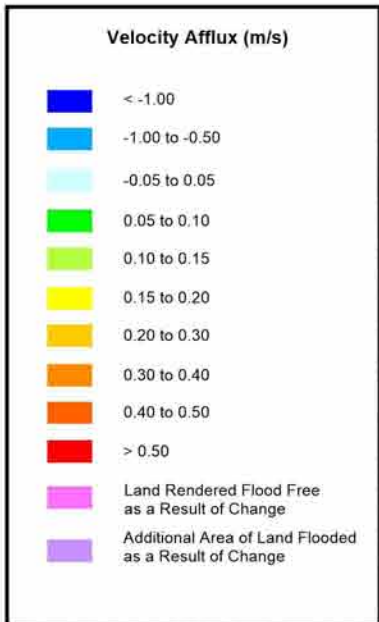 Velocity Afflux (m/s)
< -1.00
-1.00 to -0.50
-0.05 to 0.05
0.05 to 0.10
0.10 to 0.15
0.15 to 0.20
0.20 to 0.30
0.30 to 0.40
0.40 to 0.50
> 0.50
Land Rendered Flood Free
as a Result of Change
Additional Area of Land Flooded
as a Result of Change